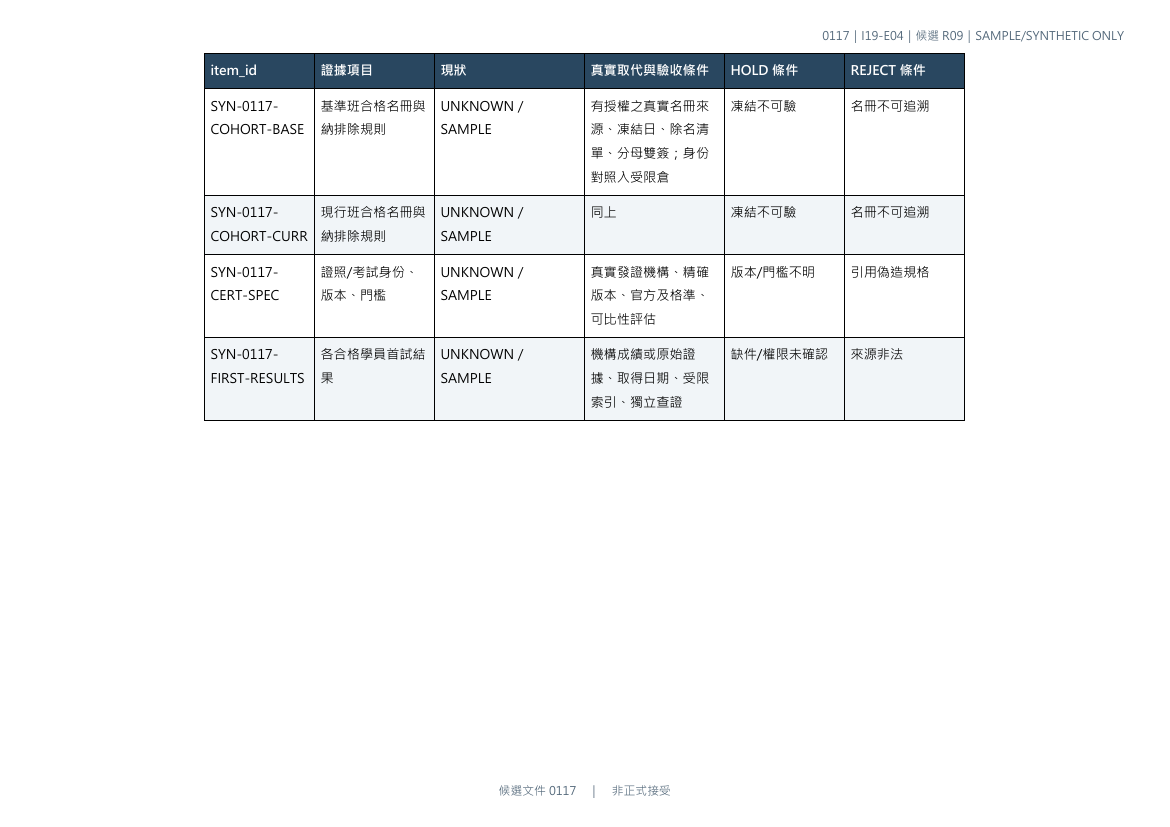 0117 | I19-E04 | 候選 R09 | SAMPLE/SYNTHETIC ONLY
item_id 證據項目 現狀 真實取代與驗收條件 HOLD 條件 REJECT 條件
SYN-0117- 基準班合格名冊與 UNKNOWN / 有授權之真實名冊來 凍結不可驗 名冊不可追溯
COHORT-BASE 納排除規則 SAMPLE 源、凍結日、除名清
單、分母雙簽；身份
對照入受限倉
SYN-0117- 現行班合格名冊與 UNKNOWN / 同上 凍結不可驗 名冊不可追溯
COHORT-CURR 納排除規則 SAMPLE
SYN-0117- 證照/考試身份、 UNKNOWN / 真實發證機構、精確 版本/門檻不明 引用偽造規格
CERT-SPEC 版本、門檻 SAMPLE 版本、官方及格準、
可比性評估
SYN-0117- 各合格學員首試結 UNKNOWN / 機構成績或原始證 缺件/權限未確認 來源非法
FIRST-RESULTS 果 SAMPLE 據、取得日期、受限
索引、獨立查證
候選文件 0117 | 非正式接受